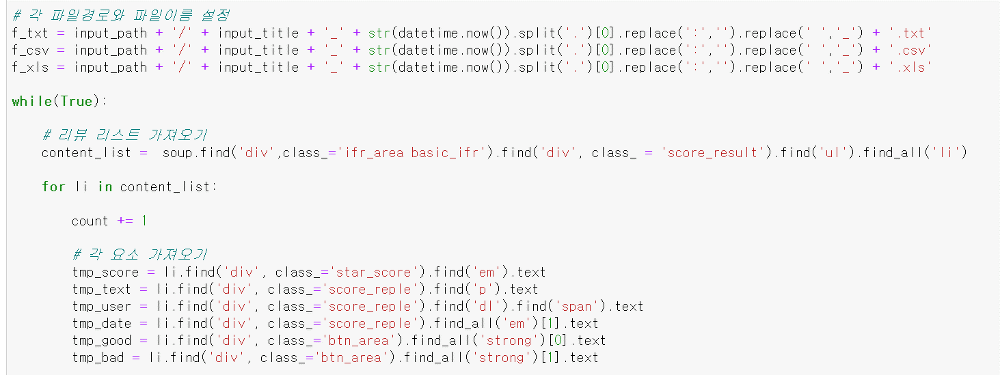 # 각 파일경로와 파일이름 설정
f_txt = input_path + '/' + input_title + '_' + str(datetime.now()).split('.')[0].replace(':','').replace(' ','_') + '.txt'
f_csv = input_path + '/' + input_title + '_' + str(datetime.now()).split('.')[0].replace(':','').replace(' ','_') + '.csv'
f_xls = input_path + '/' + input_title + '_' + str(datetime.now()).split('.')[0].replace(':','').replace(' ','_') + '.xls'
while(True):
# 리뷰 리스트 가져오기
content_list =  soup.find('div',class_='ifr_area basic_ifr').find('div', class_ = 'score_result').find('ul').find_all('li')
for li in content_list:
count += 1
# 각 요소 가져오기
tmp_score = li.find('div', class_='star_score').find('em').text
tmp_text = li.find('div', class_='score_reple').find('p').text
tmp_user = li.find('div', class_='score_reple').find('dl').find('span').text
tmp_date = li.find('div', class_='score_reple').find_all('em')[1].text
tmp_good = li.find('div', class_='btn_area').find_all('strong')[0].text
tmp_bad = li.find('div', class_='btn_area').find_all('strong')[1].text